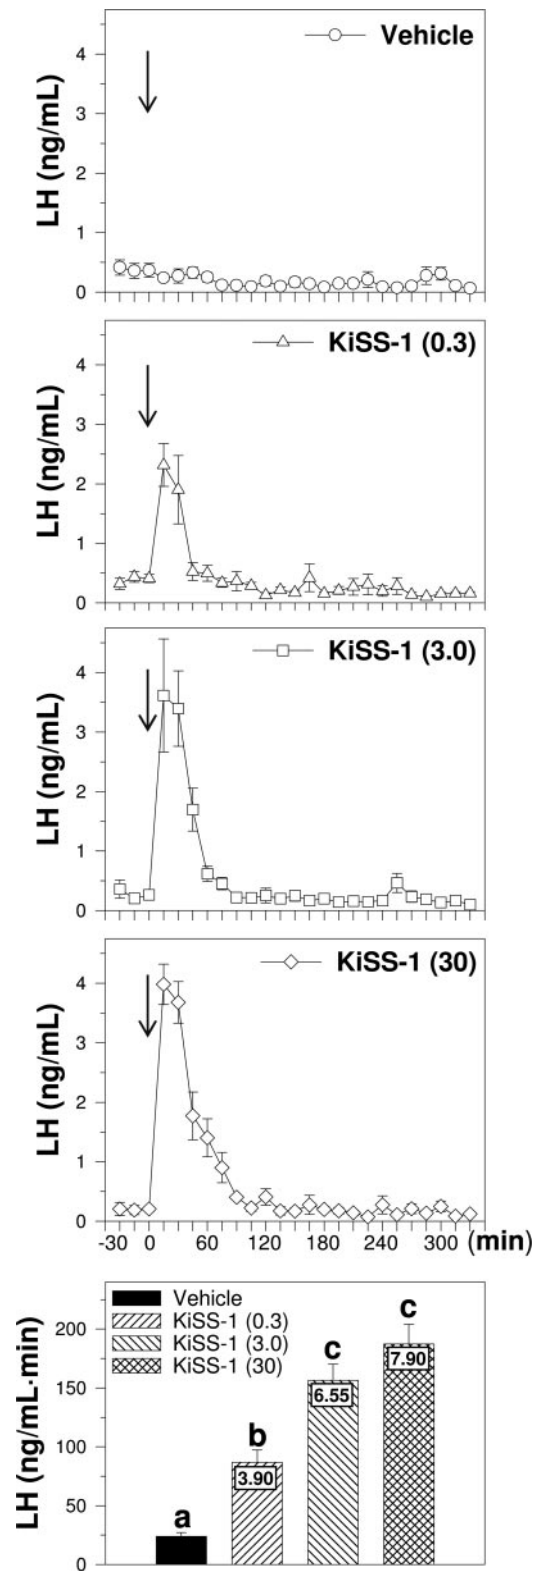 Vehicle
LH (ng/mL)
4
3
2
1
0
KiSS-1 (0.3)
LH (ng/mL)
4
3
2
1
0
KiSS-1 (3.0)
LH (ng/mL)
4
3
2
1
0
KiSS-1 (30)
LH (ng/mL)
4
3
2
1
0
-30 0 60 120 180 240 300 (min)
Vehicle
KiSS-1 (0.3)
KiSS-1 (3.0)
KiSS-1 (30)
LH (ng/mL·min)
200
150
100
50
25
0
a
b
c
c
3.90
6.55
7.90